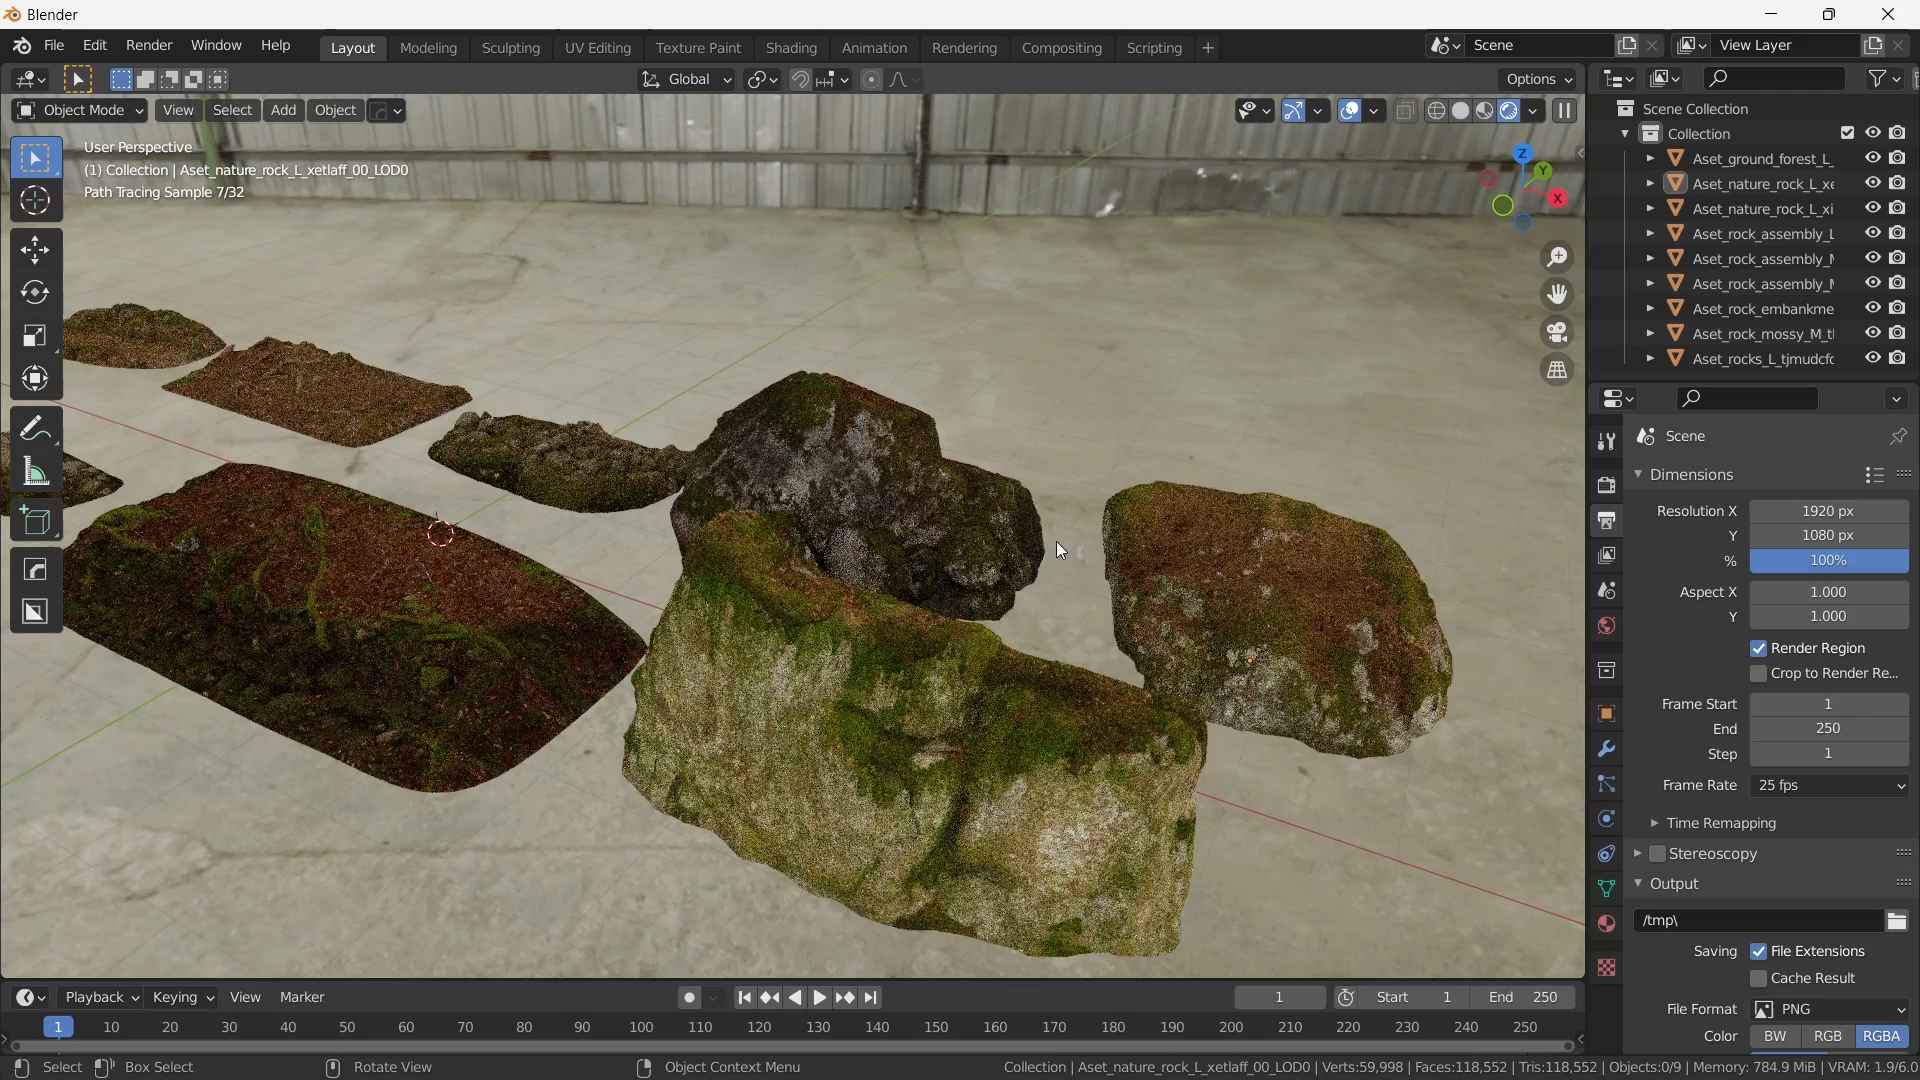 Blender
File Edit Render Window Help Layout Modeling Sculpting UV Editing Texture Paint Shading Animation Rendering Compositing Scripting + Scene View Layer
Global Options
Object Mode View Select Add Object
User Perspective
(1) Collection | Aset_nature_rock_L_xetlaff_00_LOD0
Path Tracing Sample 7/32
Z
Y
X
Scene Collection
Collection
Aset_ground_forest_L_
Aset_nature_rock_L_xe
Aset_nature_rock_L_xi
Aset_rock_assembly_L
Aset_rock_assembly_M
Aset_rock_assembly_M
Aset_rock_embankme
Aset_rock_mossy_M_tl
Aset_rocks_L_tjmudcfc
Scene
Dimensions
Resolution X 1920 px
Y 1080 px
% 100%
Aspect X 1.000
Y 1.000
Render Region
Crop to Render Re...
Frame Start 1
End 250
Step 1
Frame Rate 25 fps
Time Remapping
Stereoscopy
Output
/tmp\
Saving File Extensions
Cache Result
File Format PNG
Color BW RGB RGBA
Playback Keying View Marker 1 Start 1 End 250
1 10 20 30 40 50 60 70 80 90 100 110 120 130 140 150 160 170 180 190 200 210 220 230 240 250
Select Box Select Rotate View Object Context Menu Collection | Aset_nature_rock_L_xetlaff_00_LOD0 | Verts:59,998 | Faces:118,552 | Tris:118,552 | Objects:0/9 | Memory: 784.9 MiB | VRAM: 1.9/6.0